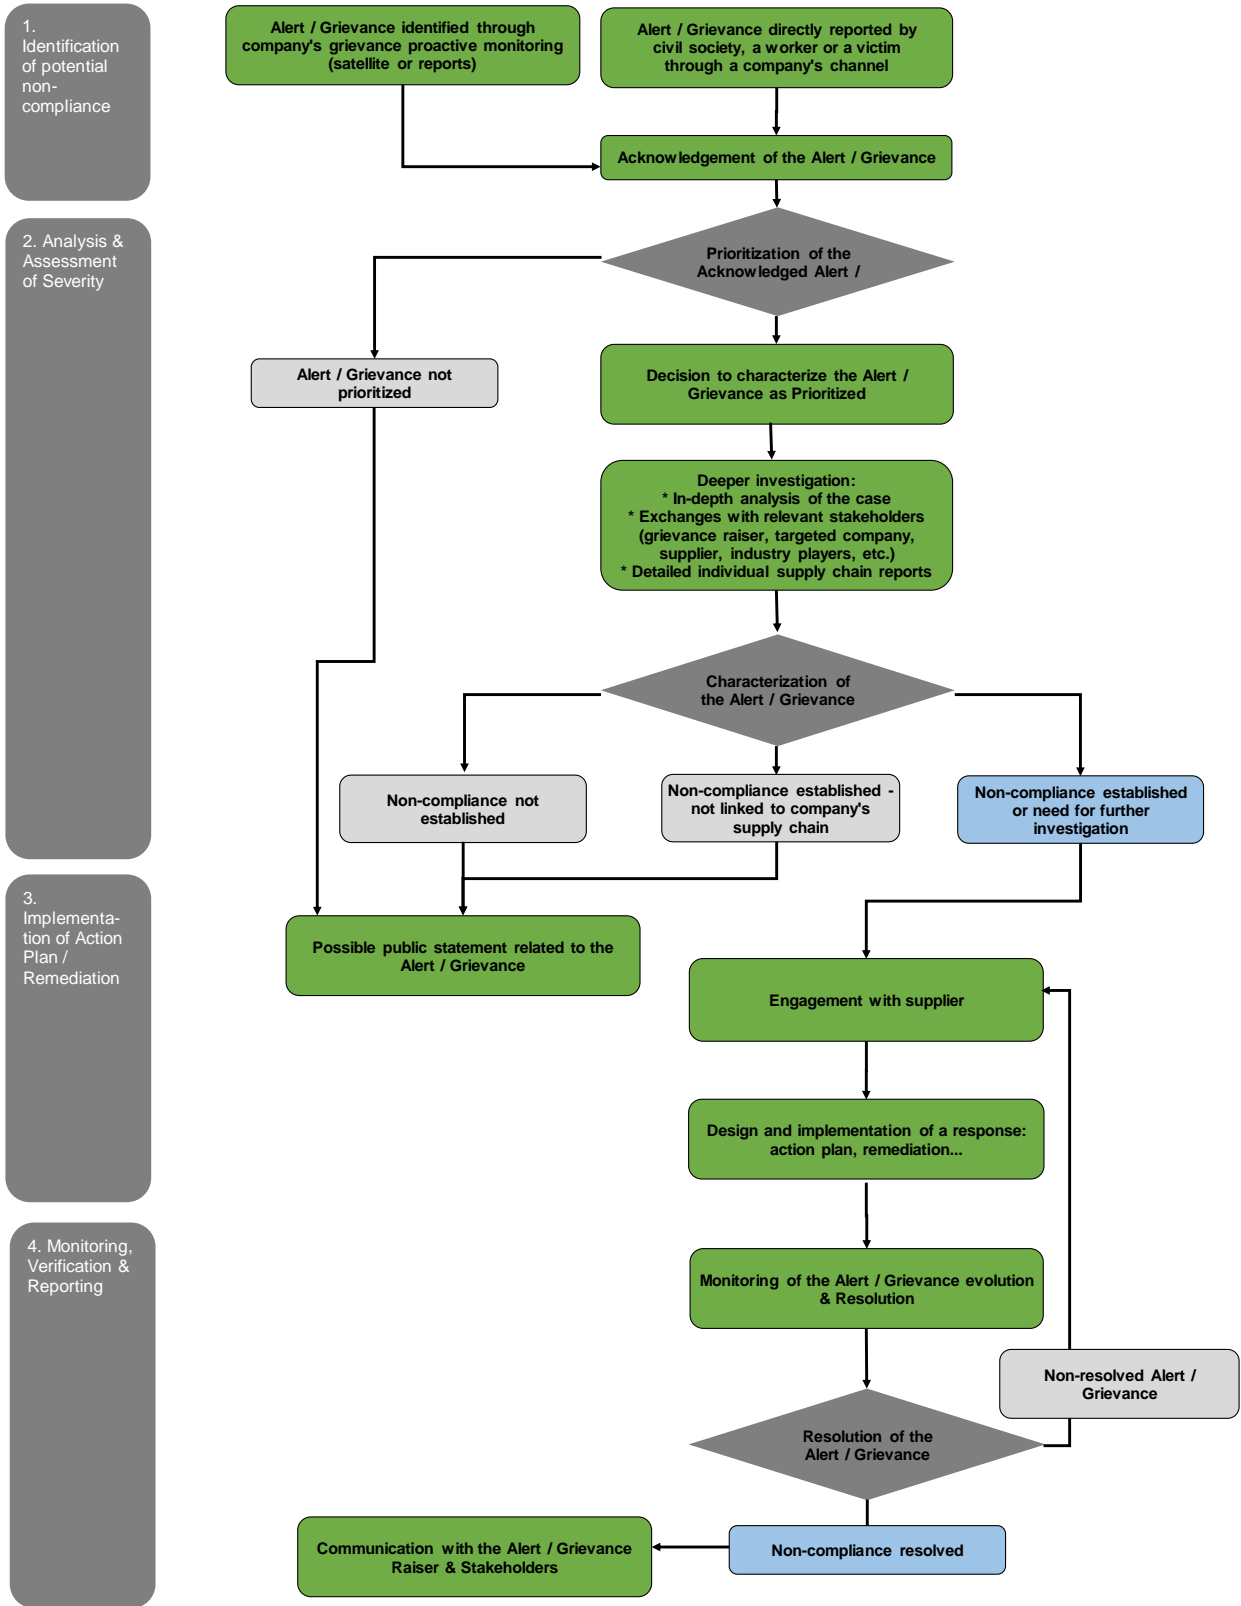 1.
Identification
of potential
non-
compliance
Alert / Grievance identified through
company's grievance proactive monitoring
(satellite or reports)
Alert / Grievance directly reported by
civil society, a worker or a victim
through a company's channel
Acknowledgement of the Alert / Grievance
2. Analysis &
Assessment
of Severity
Prioritization of the
Acknowledged Alert /
Alert / Grievance not
prioritized
Decision to characterize the Alert /
Grievance as Prioritized
Deeper investigation:
* In-depth analysis of the case
* Exchanges with relevant stakeholders
(grievance raiser, targeted company,
supplier, industry players, etc.)
* Detailed individual supply chain reports
Characterization of
the Alert / Grievance
Non-compliance not
established
Non-compliance established -
not linked to company's
supply chain
Non-compliance established
or need for further
investigation
3.
Implementa-
tion of Action
Plan /
Remediation
Possible public statement related to the
Alert / Grievance
Engagement with supplier
Design and implementation of a response:
action plan, remediation...
4. Monitoring,
Verification &
Reporting
Monitoring of the Alert / Grievance evolution
& Resolution
Non-resolved Alert /
Grievance
Resolution of the
Alert / Grievance
Communication with the Alert / Grievance
Raiser & Stakeholders
Non-compliance resolved